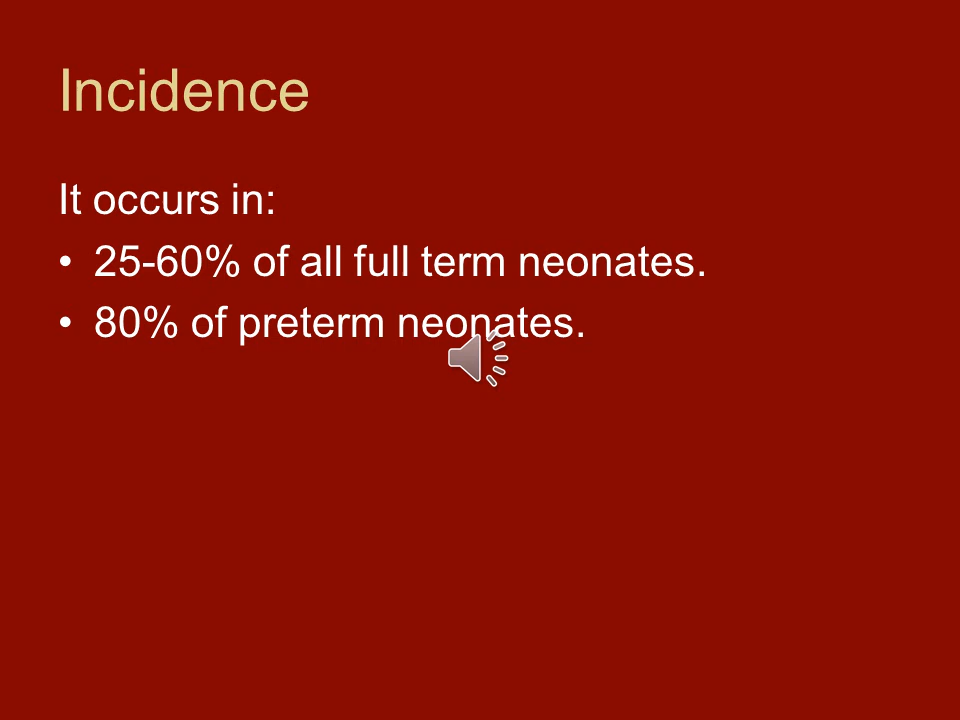 Incidence
It occurs in:
• 25-60% of all full term neonates.
• 80% of preterm neonates.